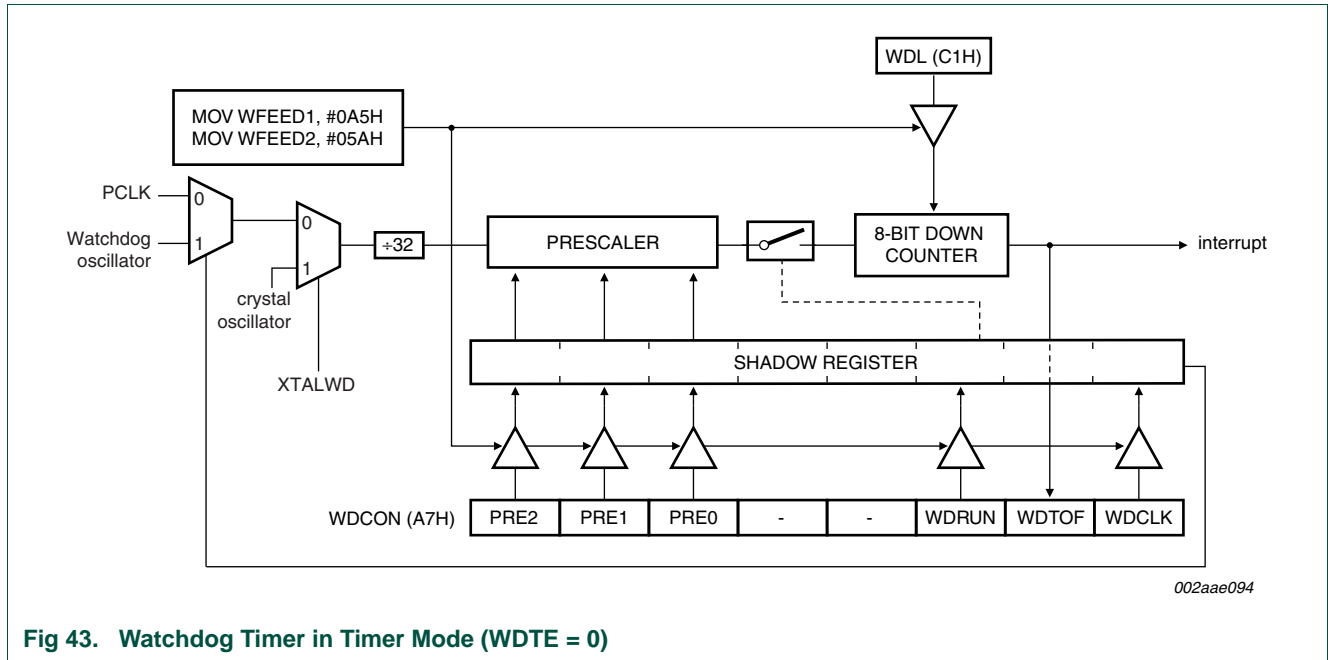 WDL (C1H)
MOV WFEED1, #0A5H
MOV WFEED2, #05AH
PCLK
0
Watchdog
oscillator
1
0
1
crystal
oscillator
XTALWD
÷32
PRESCALER
8-BIT DOWN
COUNTER
interrupt
SHADOW REGISTER
WDCON (A7H)
PRE2
PRE1
PRE0
-
-
WDRUN
WDTOF
WDCLK
002aae094
Fig 43. Watchdog Timer in Timer Mode (WDTE = 0)